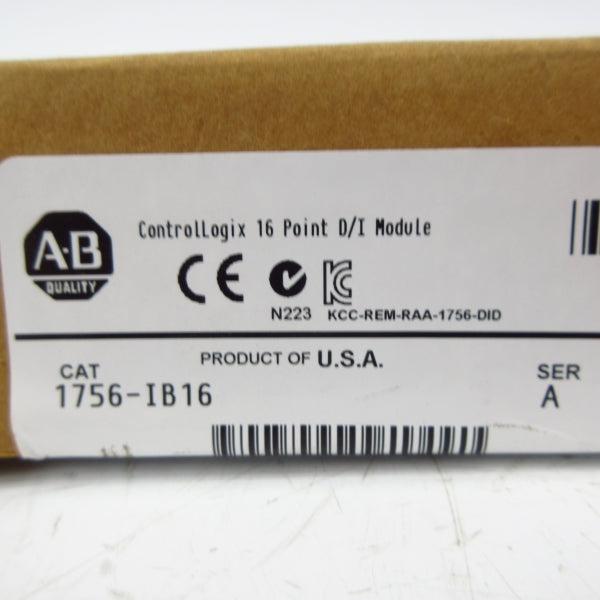 A-B
QUALITY
ControlLogix 16 Point D/I Module
CE
N223 KCC-REM-RAA-1756-DID
PRODUCT OF U.S.A.
CAT SER
1756-IB16 A